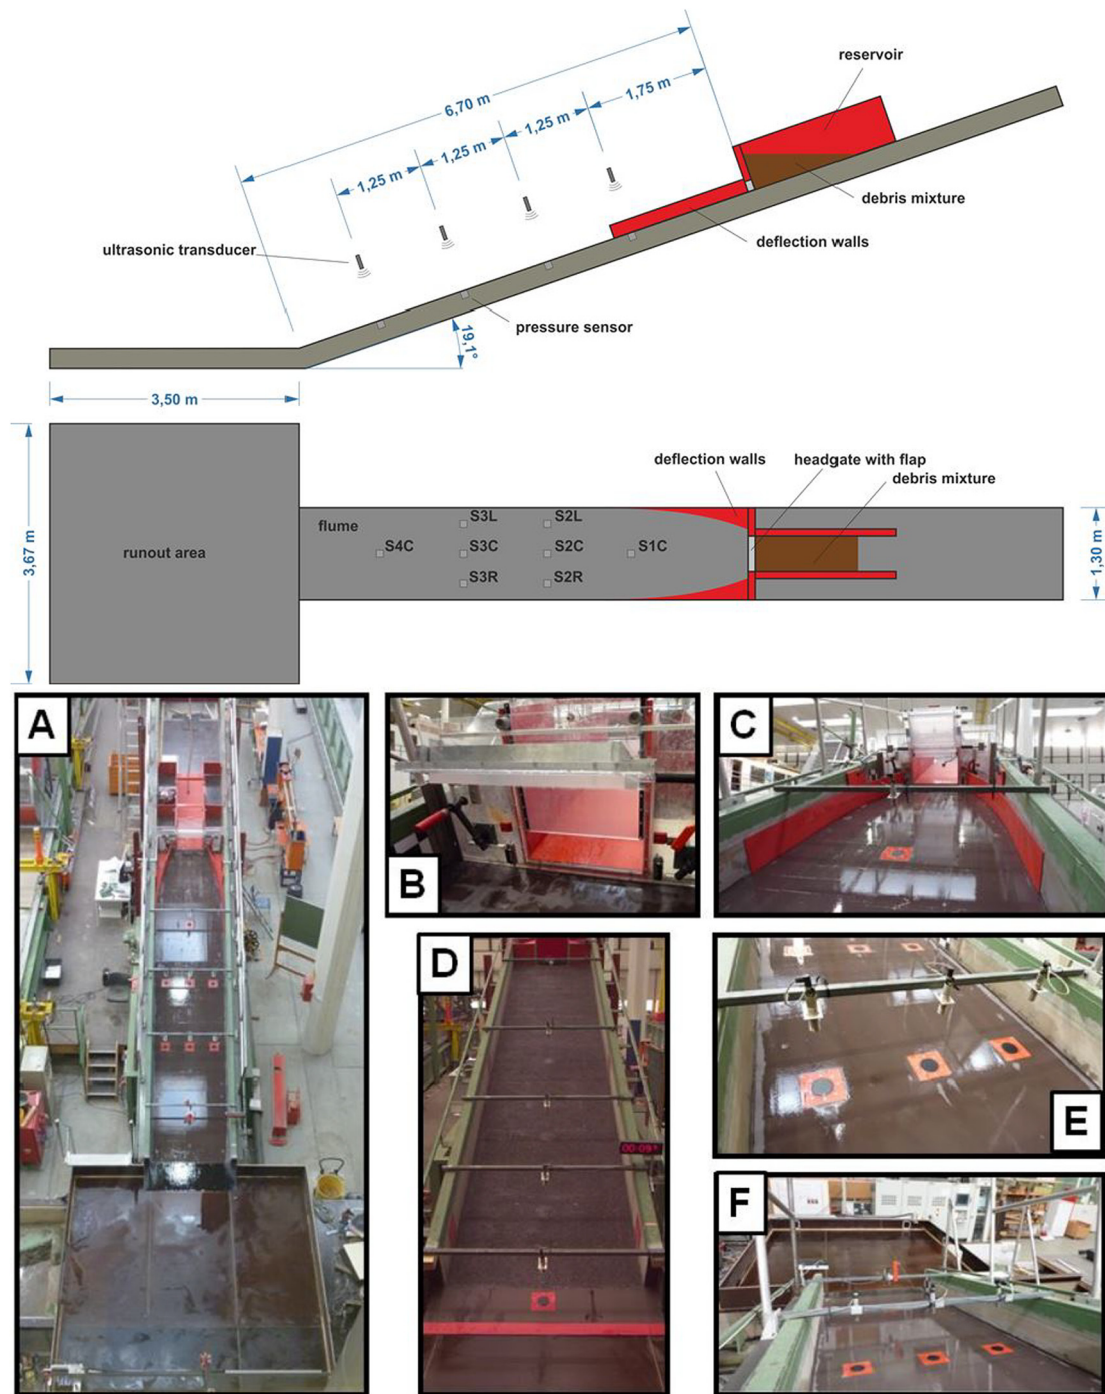 reservoir
6,70 m
1,75 m
1,25 m
1,25 m
1,25 m
debris mixture
deflection walls
ultrasonic transducer
pressure sensor
19,1°
3,50 m
deflection walls
headgate with flap
debris mixture
S3L
S2L
flume
runout area
S4C
S3C
S2C
S1C
S3R
S2R
3,67 m
1,30 m
A
B
C
D
E
F